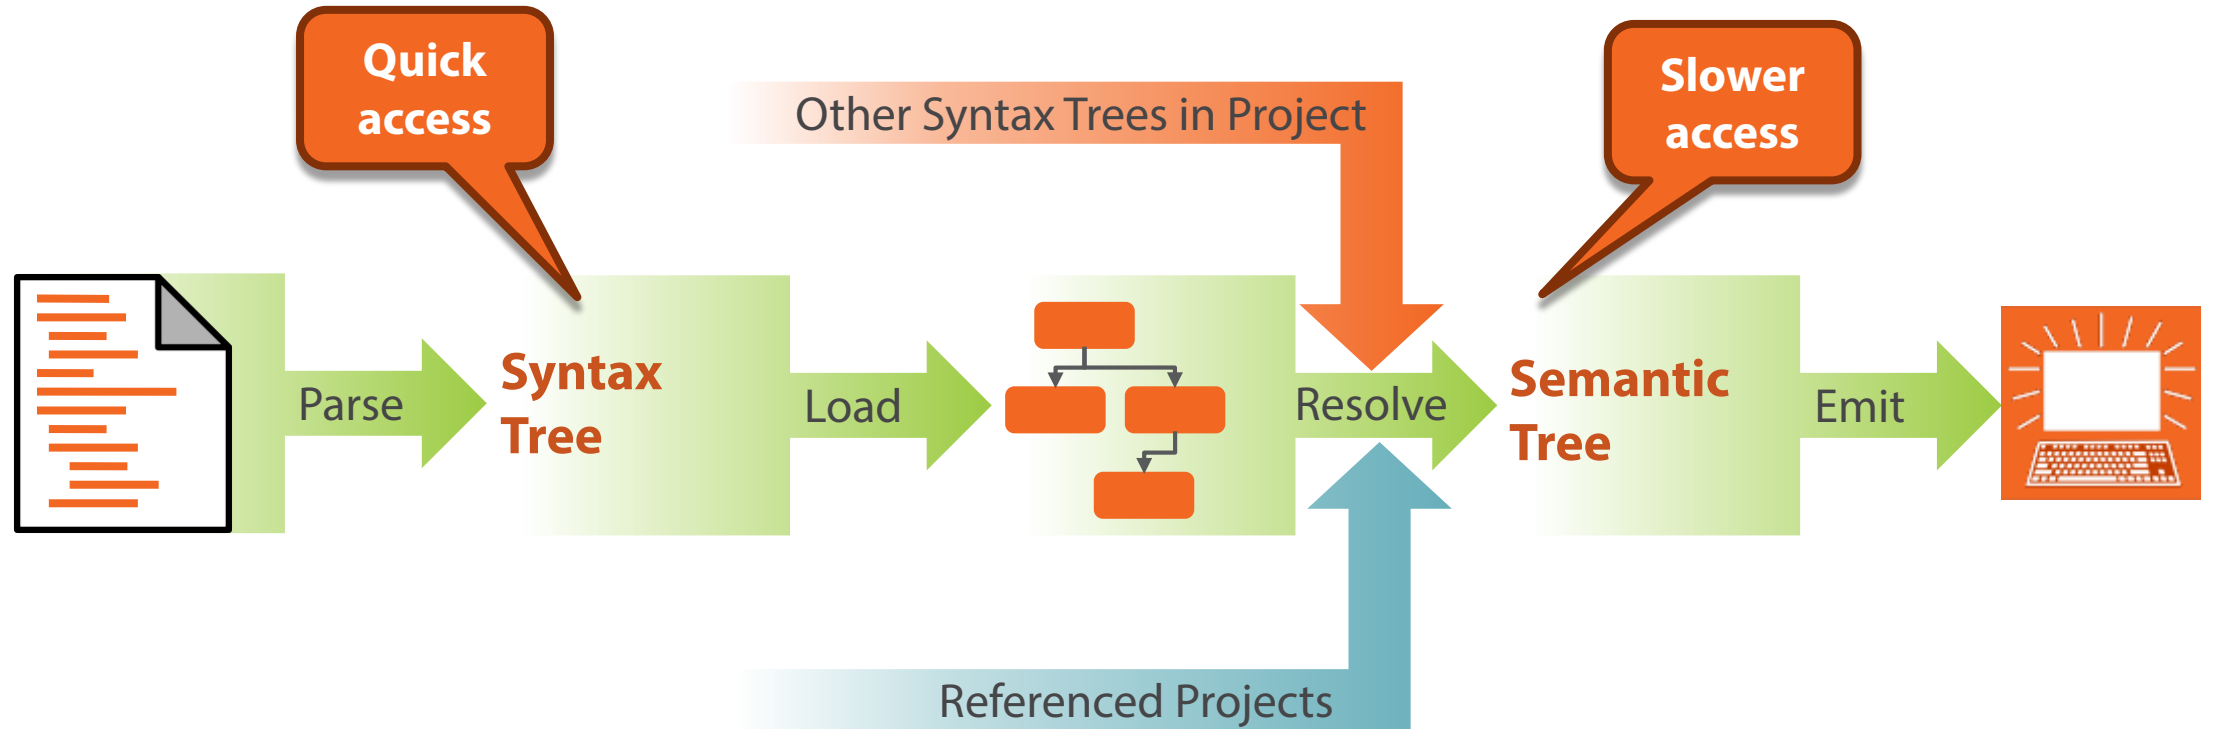 Quick
access
Other Syntax Trees in Project
Slower
access
Parse
Syntax
Tree
Load
Resolve
Semantic
Tree
Emit
Referenced Projects